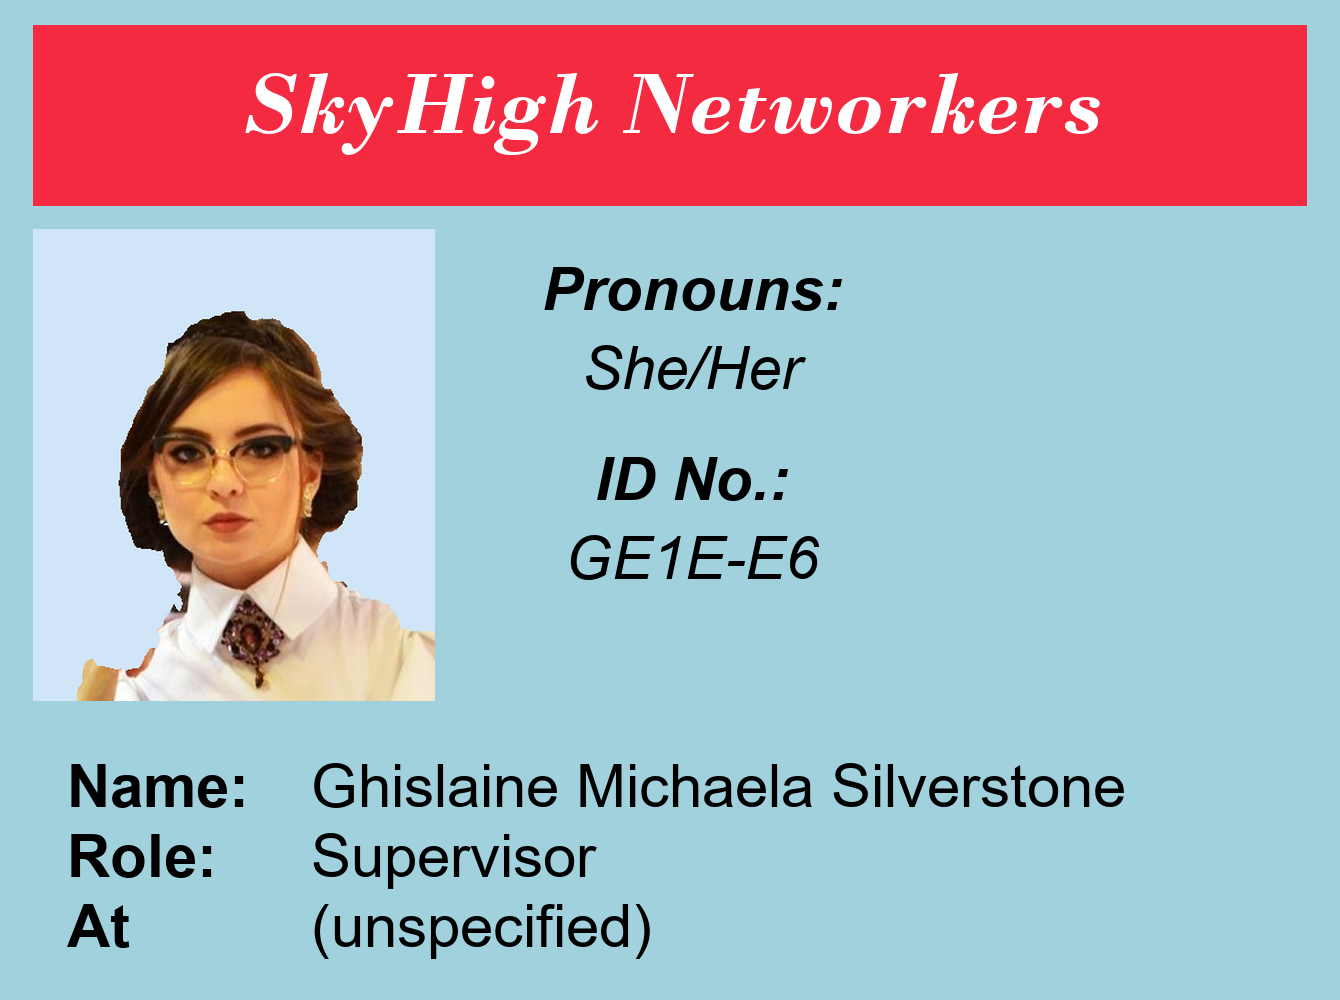 SkyHigh Networkers
Pronouns:
She/Her
ID No.:
GE1E-E6
Name: Ghislaine Michaela Silverstone
Role: Supervisor
At (unspecified)